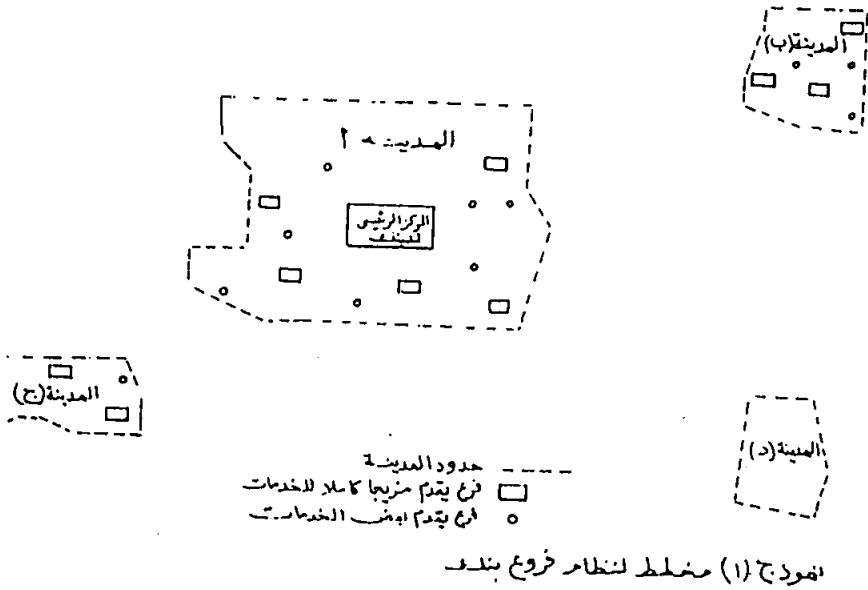 المدينة (ب)
المدينة أ
المركز الرئيسي
للبنك
المدينة (ج)
المدينة (د)
حدود المدينة
فرع يقدم مزيجا كاملا للخدمات
فرع يقدم بعض الخدمات
نموذج (١) مخطط لنظام فروع بنك